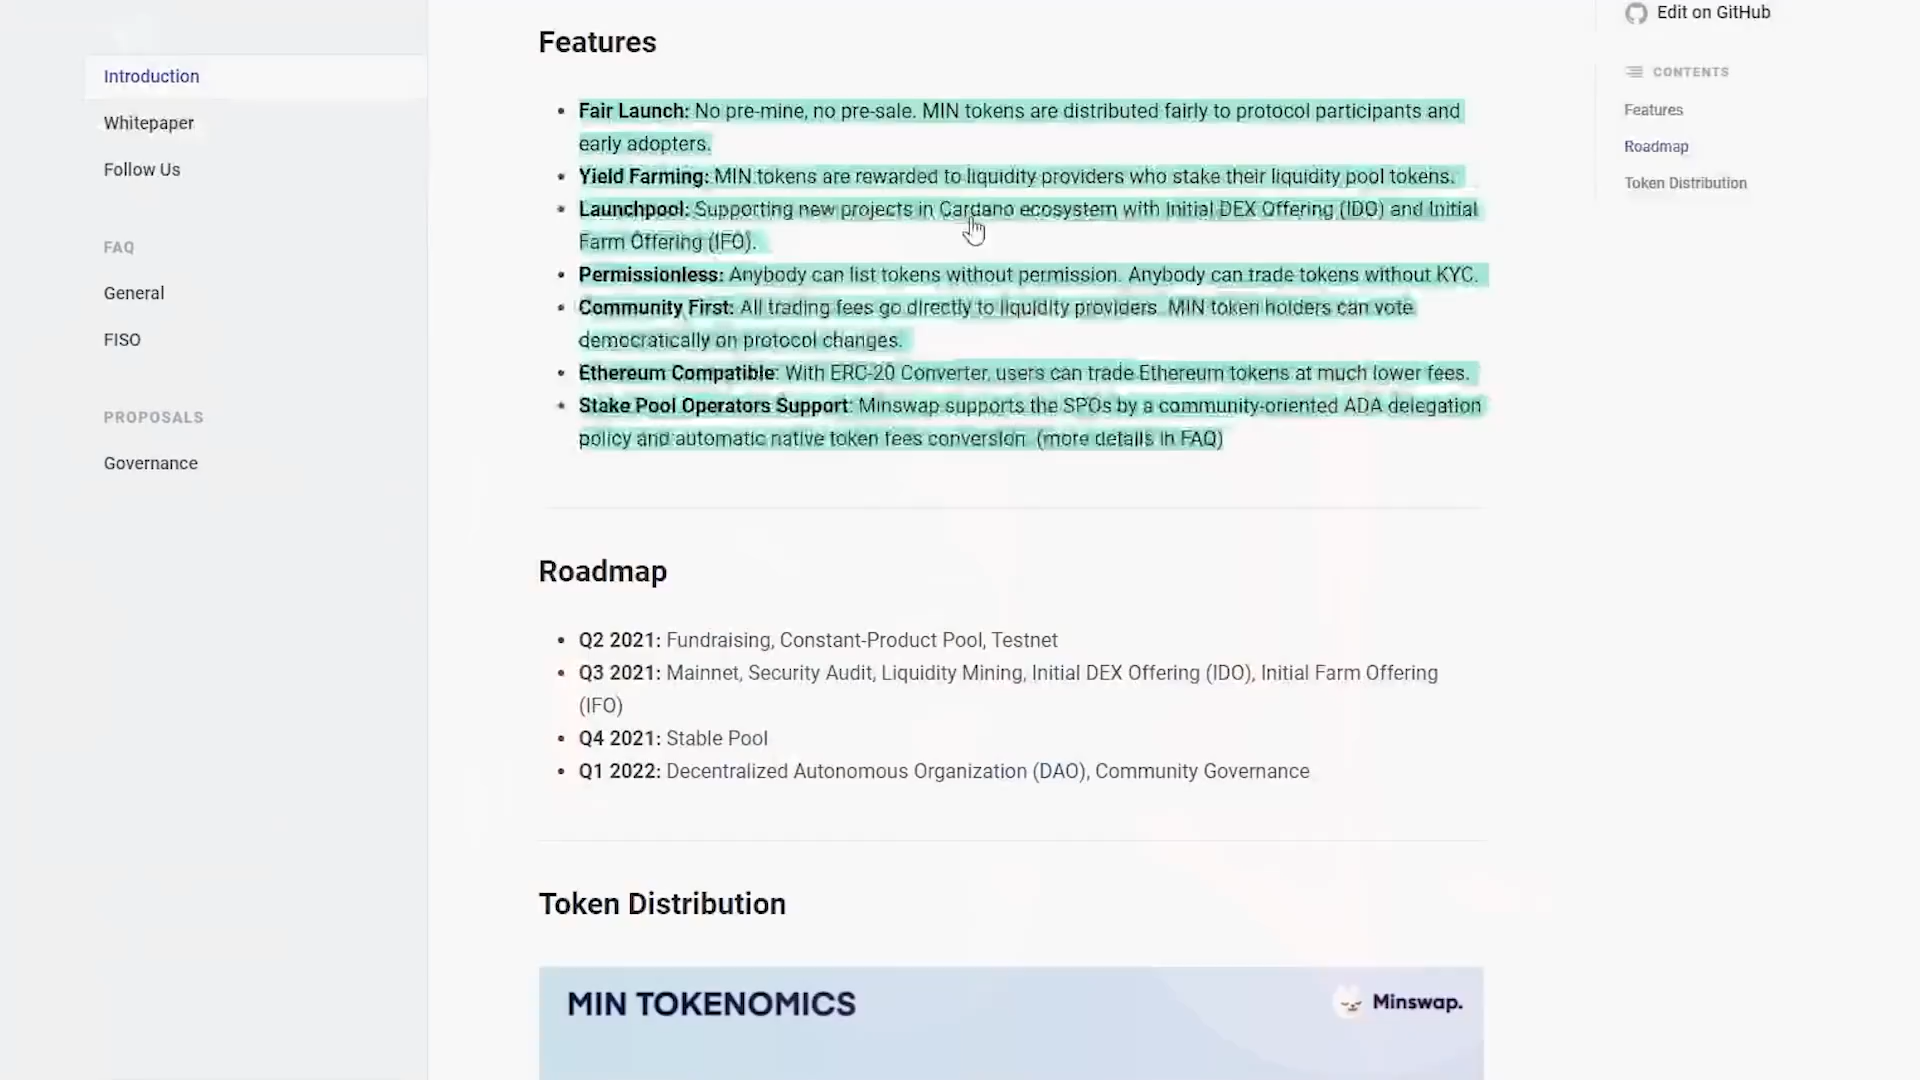 Edit on GitHub
Introduction
Whitepaper
Follow Us
FAQ
General
FISO
PROPOSALS
Governance
Features
Fair Launch: No pre-mine, no pre-sale. MIN tokens are distributed fairly to protocol participants and
early adopters.
Yield Farming: MIN tokens are rewarded to liquidity providers who stake their liquidity pool tokens.
Launchpool: Supporting new projects in Cardano ecosystem with Initial DEX Offering (IDO) and Initial
Farm Offering (IFO).
Permissionless: Anybody can list tokens without permission. Anybody can trade tokens without KYC.
Community First: All trading fees go directly to liquidity providers. MIN token holders can vote
democratically on protocol changes.
Ethereum Compatible: With ERC-20 Converter, users can trade Ethereum tokens at much lower fees.
Stake Pool Operators Support: Minswap supports the SPOs by a community-oriented ADA delegation
policy and automatic native token fees conversion. (more details in FAQ)
Roadmap
Q2 2021: Fundraising, Constant-Product Pool, Testnet
Q3 2021: Mainnet, Security Audit, Liquidity Mining, Initial DEX Offering (IDO), Initial Farm Offering
(IFO)
Q4 2021: Stable Pool
Q1 2022: Decentralized Autonomous Organization (DAO), Community Governance
Token Distribution
MIN TOKENOMICS
Minswap.
CONTENTS
Features
Roadmap
Token Distribution